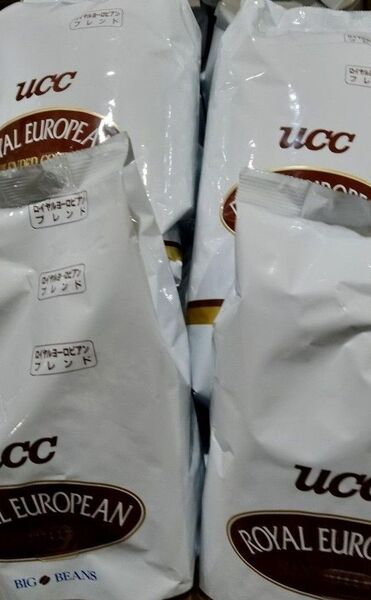 ロイヤルヨーロピアン
ブレンド
ucc
AL EUROPEAN
ucc
ロイヤルヨーロピアン
ブレンド
ロイヤルヨーロピアン
ブレンド
ロイヤルヨーロピアン
ブレンド
cc
L EUROPEAN
BIG BEANS
ucc
ROYAL EURO